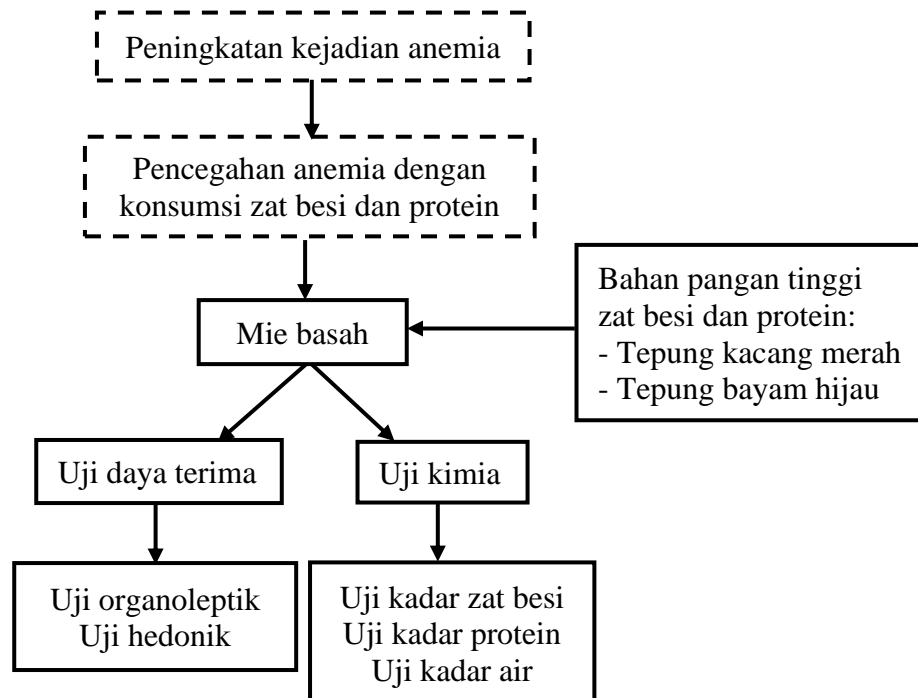 Peningkatan kejadian anemia
Pencegahan anemia dengan
konsumsi zat besi dan protein
Bahan pangan tinggi
zat besi dan protein:
- Tepung kacang merah
- Tepung bayam hijau
Mie basah
Uji daya terima
Uji kimia
Uji organoleptik
Uji hedonik
Uji kadar zat besi
Uji kadar protein
Uji kadar air